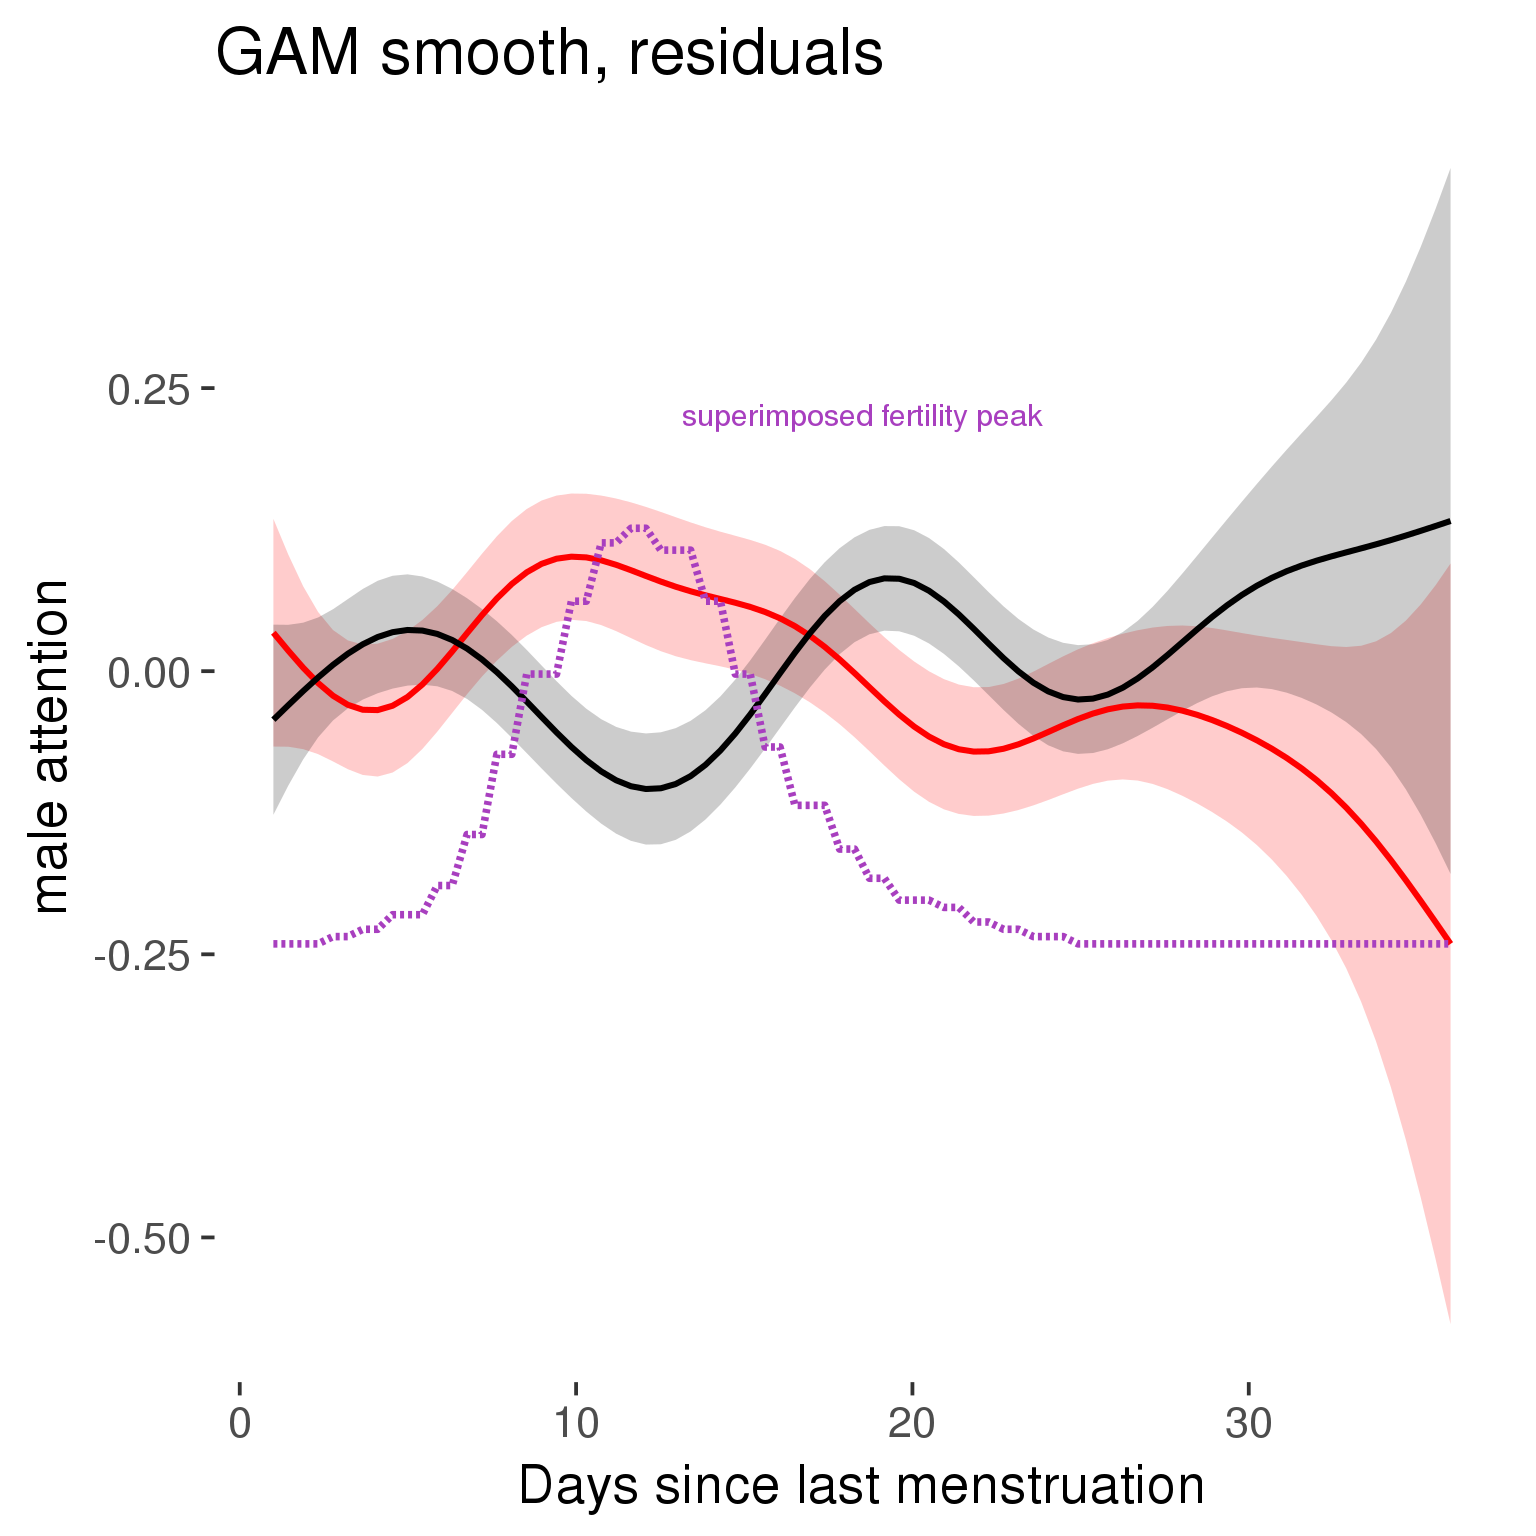 GAM smooth, residuals
superimposed fertility peak
male attention
0.25
0.00
-0.25
-0.50
0
10
20
30
Days since last menstruation